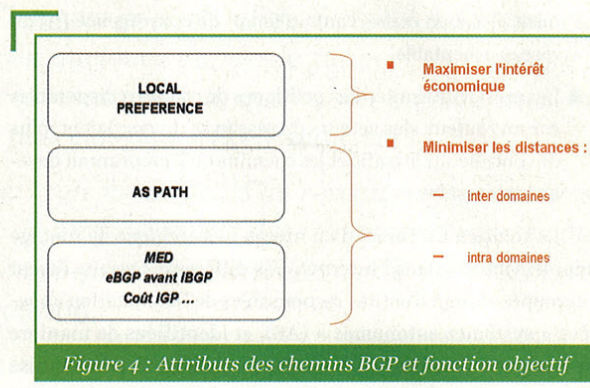 LOCAL
PREFERENCE
AS PATH
MED
eBGP avant IBGP
Coût IGP ...
Maximiser l'intérêt
économique
Minimiser les distances :
– inter domaines
– intra domaines
Figure 4 : Attributs des chemins BGP et fonction objectif